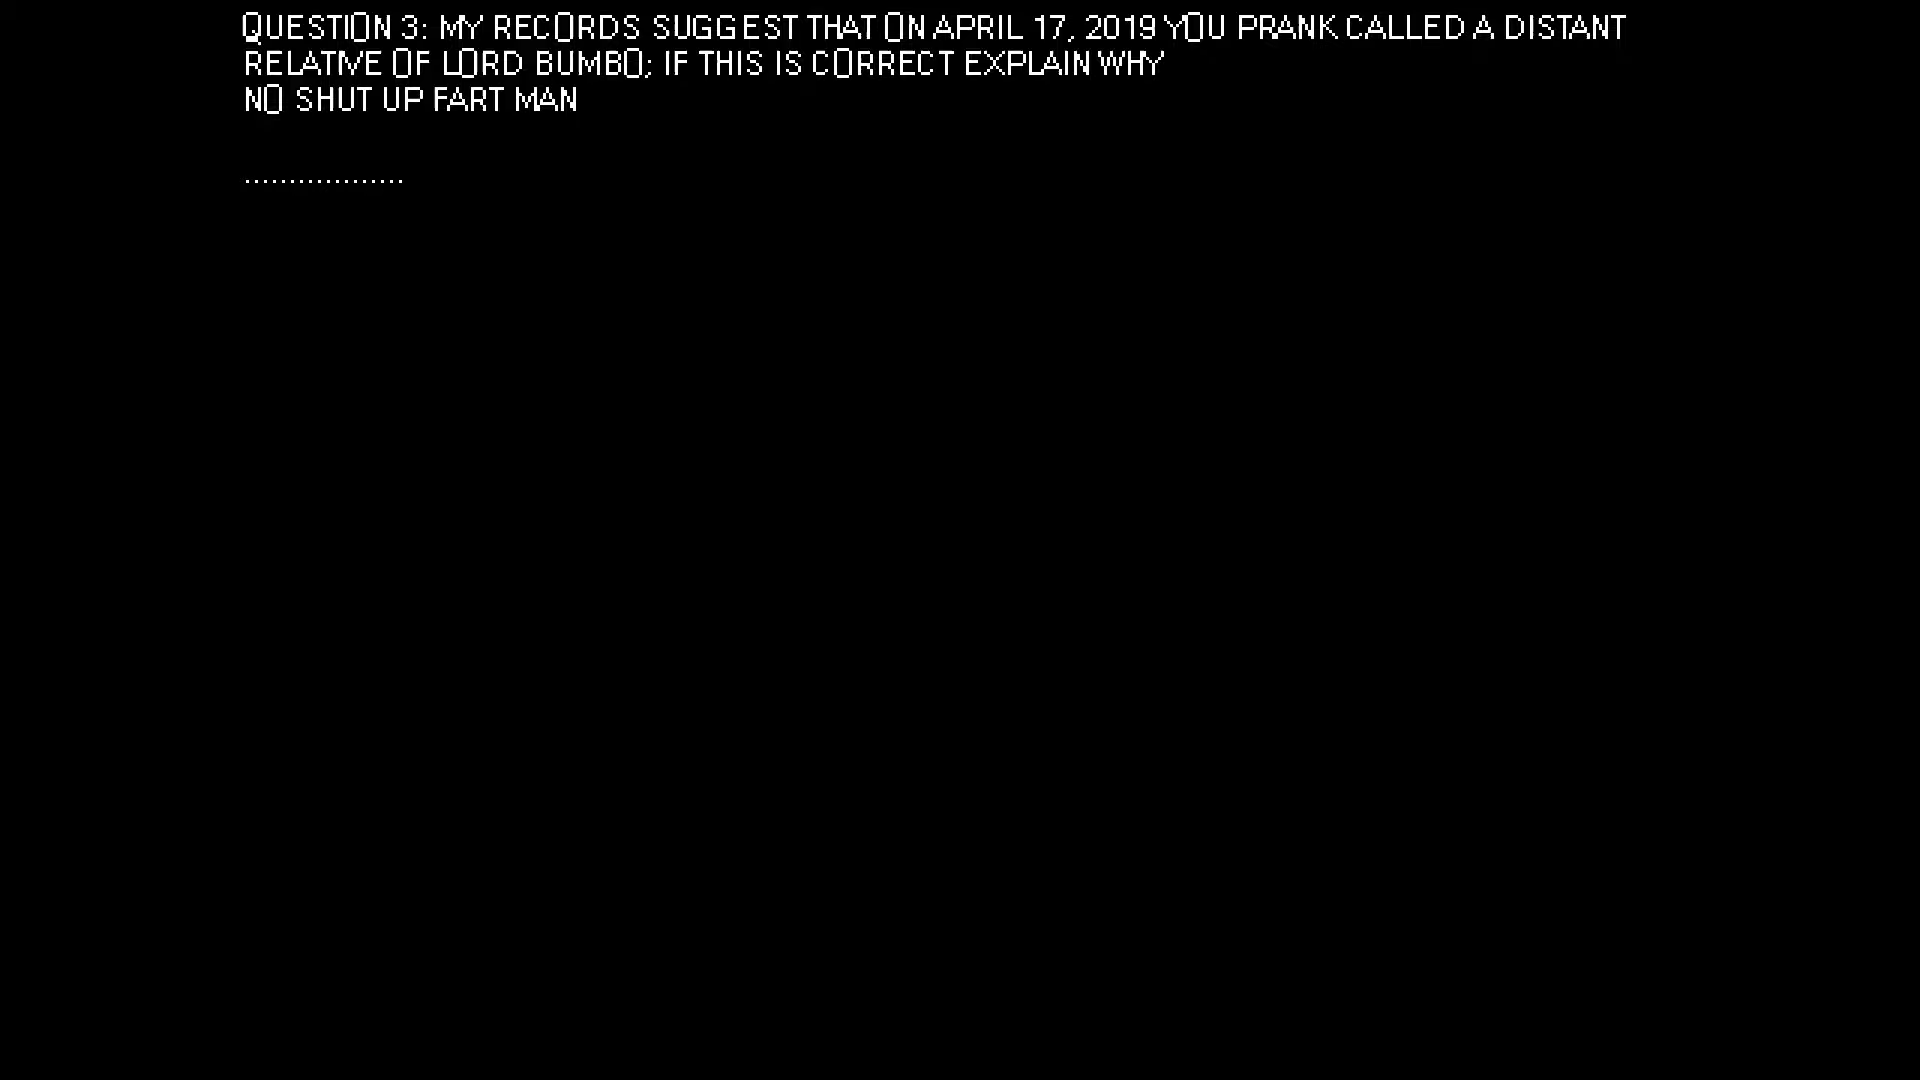 QUESTION 3: MY RECORDS SUGGEST THAT ON APRIL 17, 2019 YOU PRANK CALLED A DISTANT
RELATIVE OF LORD BUMBO; IF THIS IS CORRECT EXPLAIN WHY
NO SHUT UP FART MAN
..................